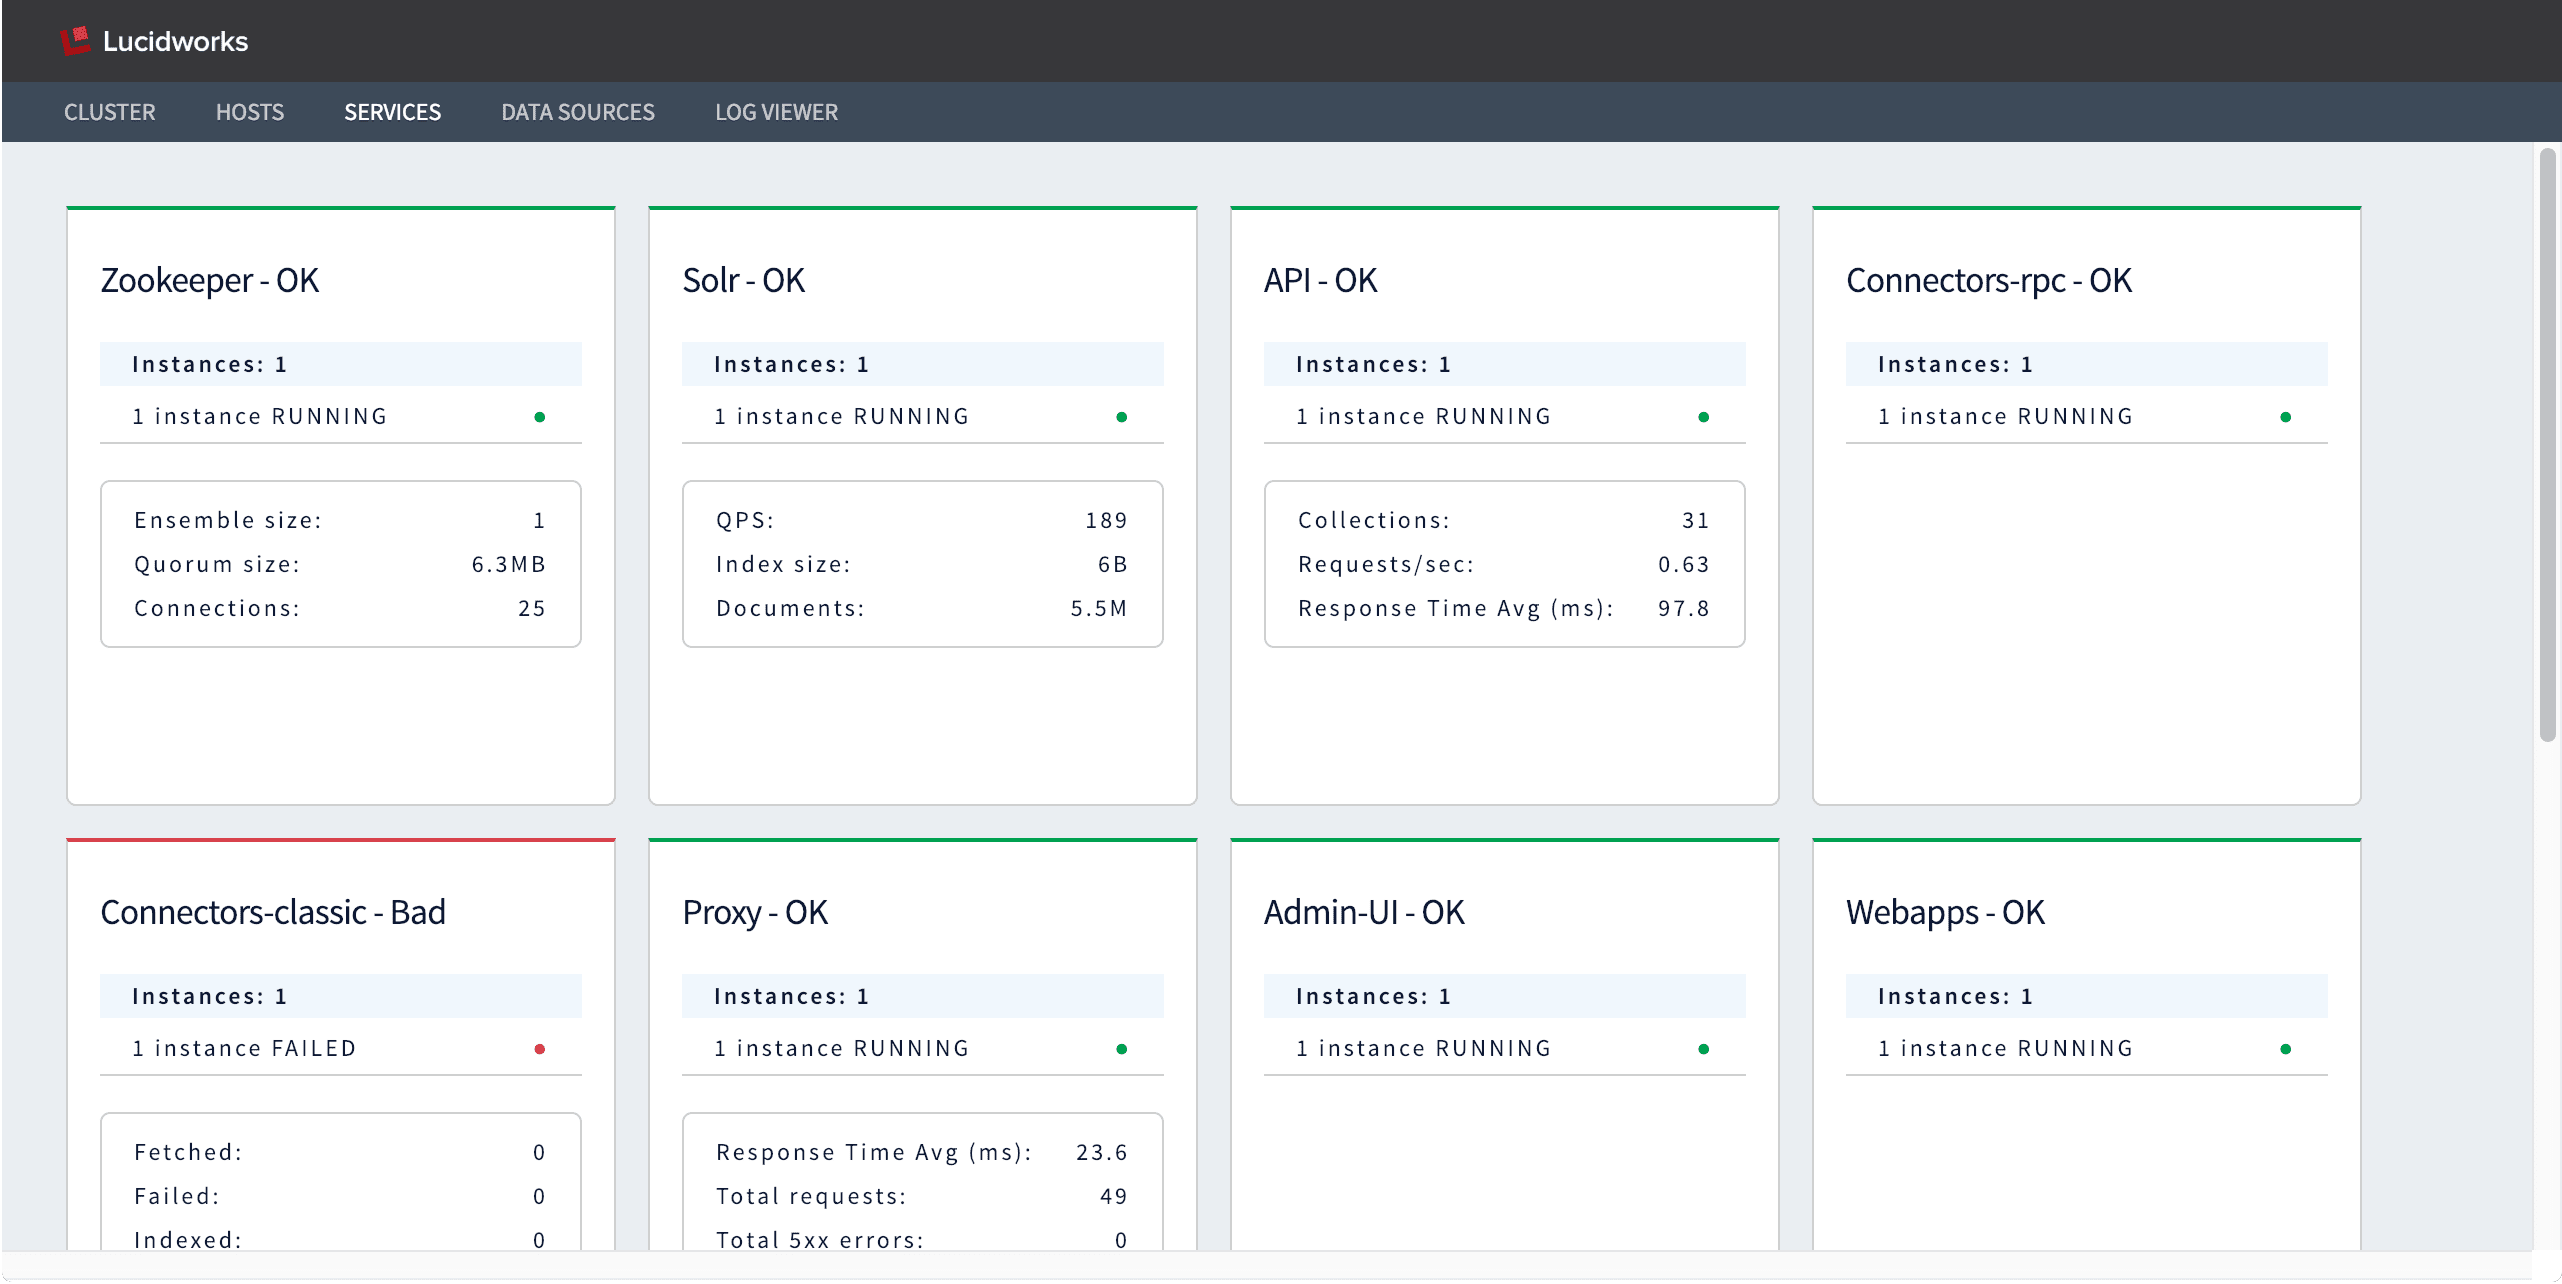 Lucidworks
CLUSTER HOSTS SERVICES DATA SOURCES LOG VIEWER
Zookeeper - OK
Instances: 1
1 instance RUNNING
Ensemble size: 1
Quorum size: 6.3MB
Connections: 25
Solr - OK
Instances: 1
1 instance RUNNING
QPS: 189
Index size: 6B
Documents: 5.5M
API - OK
Instances: 1
1 instance RUNNING
Collections: 31
Requests/sec: 0.63
Response Time Avg (ms): 97.8
Connectors-rpc - OK
Instances: 1
1 instance RUNNING
Connectors-classic - Bad
Instances: 1
1 instance FAILED
Fetched: 0
Failed: 0
Indexed: 0
Proxy - OK
Instances: 1
1 instance RUNNING
Response Time Avg (ms): 23.6
Total requests: 49
Total 5xx errors: 0
Admin-UI - OK
Instances: 1
1 instance RUNNING
Webapps - OK
Instances: 1
1 instance RUNNING